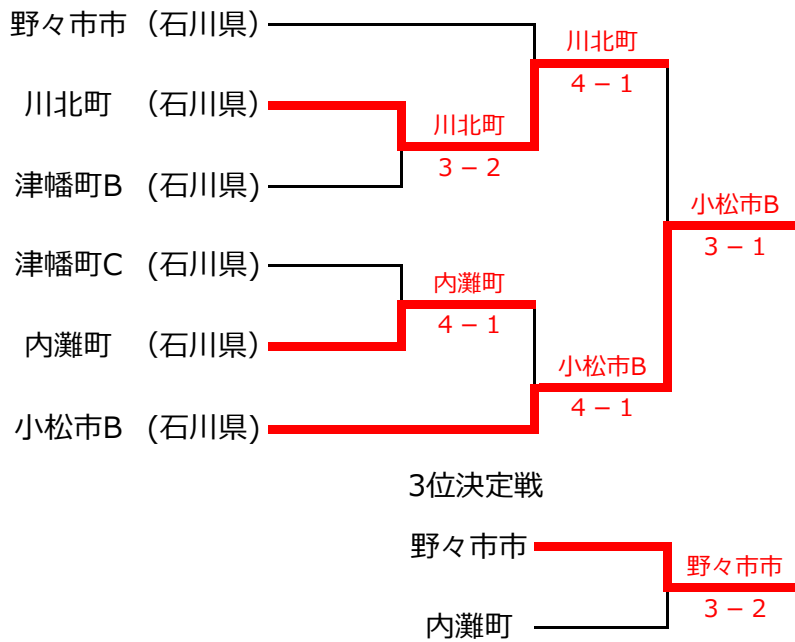 野々市市 (石川県)
川北町
4 − 1
川北町 (石川県)
川北町
3 − 2
津幡町B (石川県)
小松市B
3 − 1
津幡町C (石川県)
内灘町
4 − 1
内灘町 (石川県)
小松市B
4 − 1
小松市B (石川県)
3位決定戦
野々市市
野々市市
3 − 2
内灘町